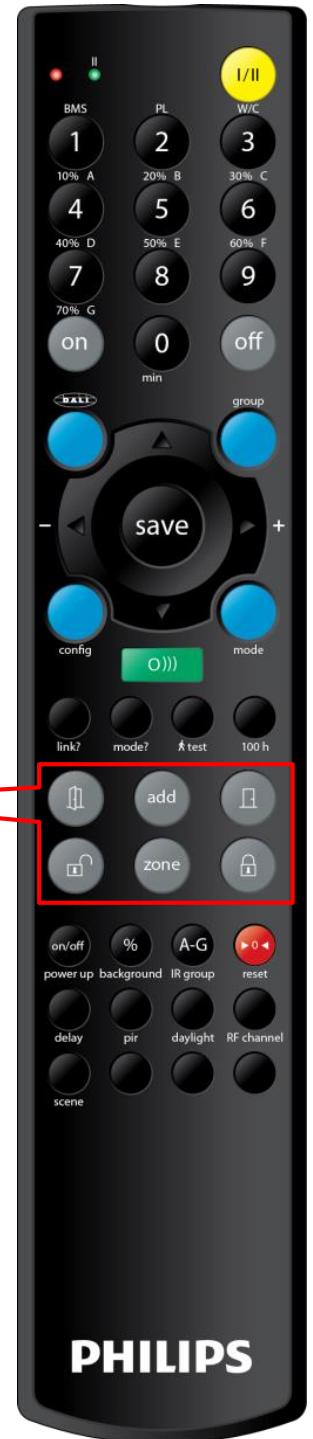 II
I/II
BMS PL W/C
1 2 3
10% A 20% B 30% C
4 5 6
40% D 50% E 60% F
7 8 9
70% G
on 0 off
min
DALI group
- save +
config mode
O)))
link? mode? test 100 h
add
zone
on/off % A-G ►0◄
power up background IR group reset
delay pir daylight RF channel
scene
PHILIPS